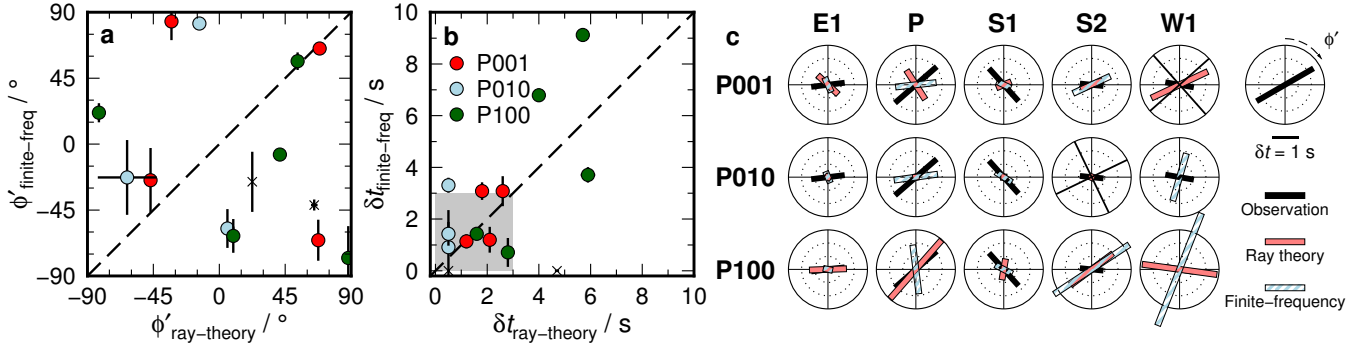 a
90
45
0
−45
−90
−90
−45
0
45
90
ϕ′finite−freq / °
ϕ′ray−theory / °
b
10
8
6
4
2
0
0
2
4
6
8
10
δtfinite−freq / s
δtray−theory / s
P001
P010
P100
c
E1 P S1 S2 W1
P001
P010
P100
ϕ′
δt = 1 s
Observation
Ray theory
Finite−frequency